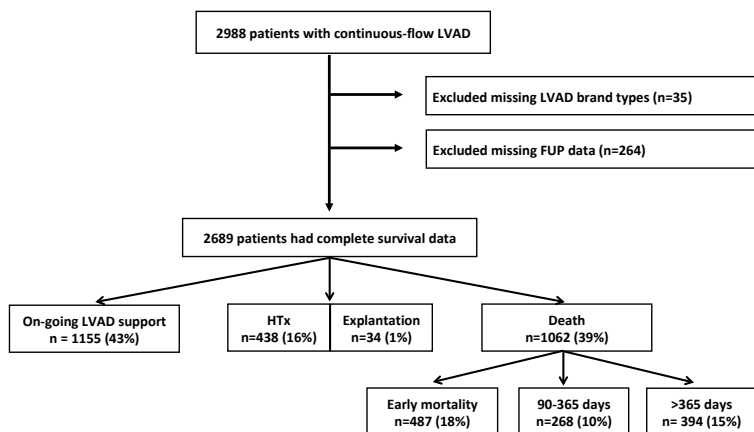 2988 patients with continuous-flow LVAD
Excluded missing LVAD brand types (n=35)
Excluded missing FUP data (n=264)
2689 patients had complete survival data
On-going LVAD support
n = 1155 (43%)
HTx
n=438 (16%)
Explantation
n=34 (1%)
Death
n=1062 (39%)
Early mortality
n=487 (18%)
90-365 days
n=268 (10%)
>365 days
n= 394 (15%)